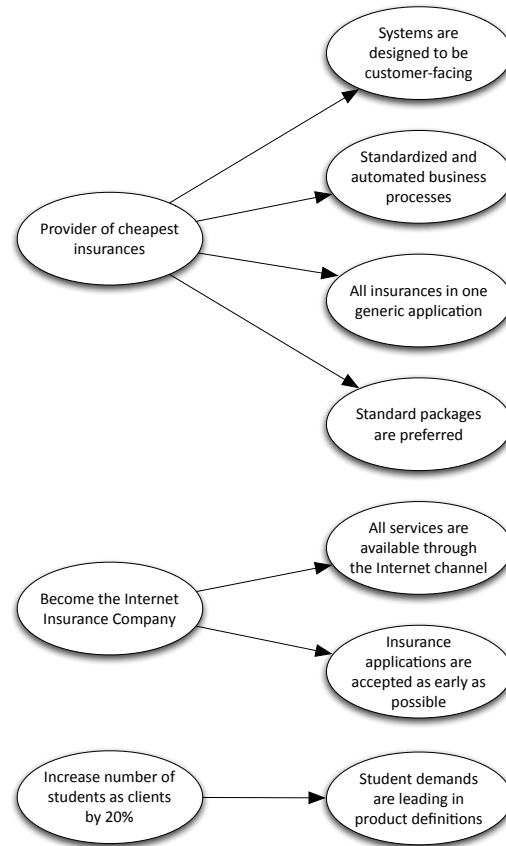 Systems are
designed to be
customer-facing
Standardized and
automated business
processes
Provider of cheapest
insurances
All insurances in one
generic application
Standard packages
are preferred
All services are
available through
the Internet channel
Become the Internet
Insurance Company
Insurance
applications are
accepted as early as
possible
Increase number of
students as clients
by 20%
Student demands
are leading in
product definitions